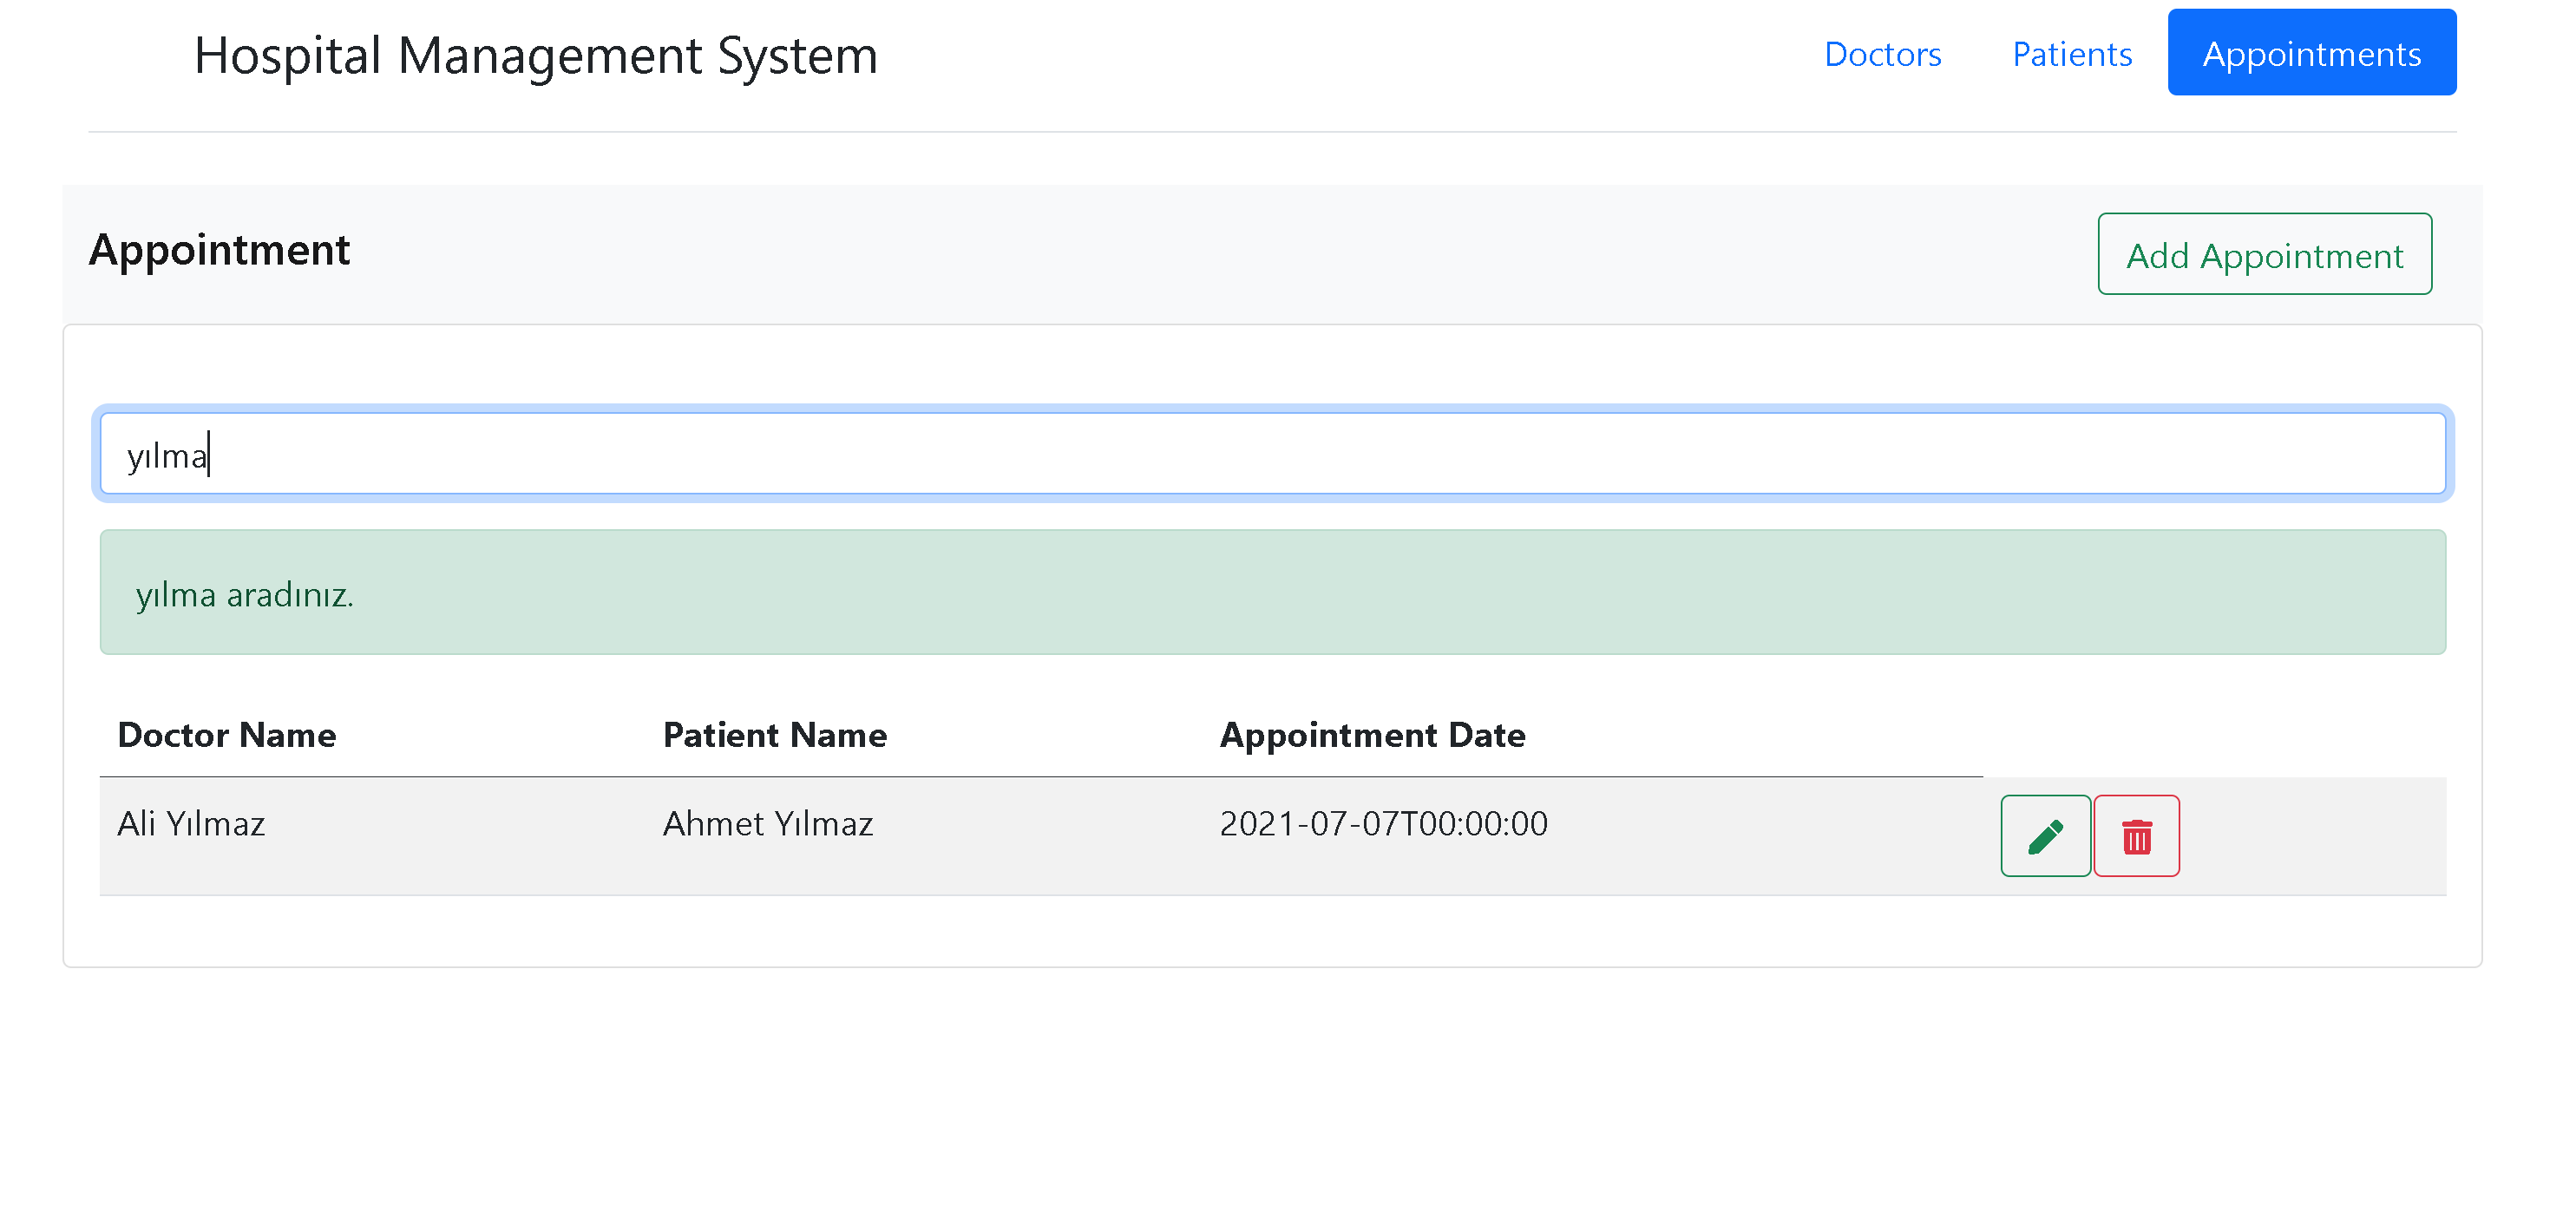 Hospital Management System Doctors Patients Appointments
Appointment Add Appointment
yılma
yılma aradınız.
Doctor Name Patient Name Appointment Date
Ali Yılmaz Ahmet Yılmaz 2021-07-07T00:00:00